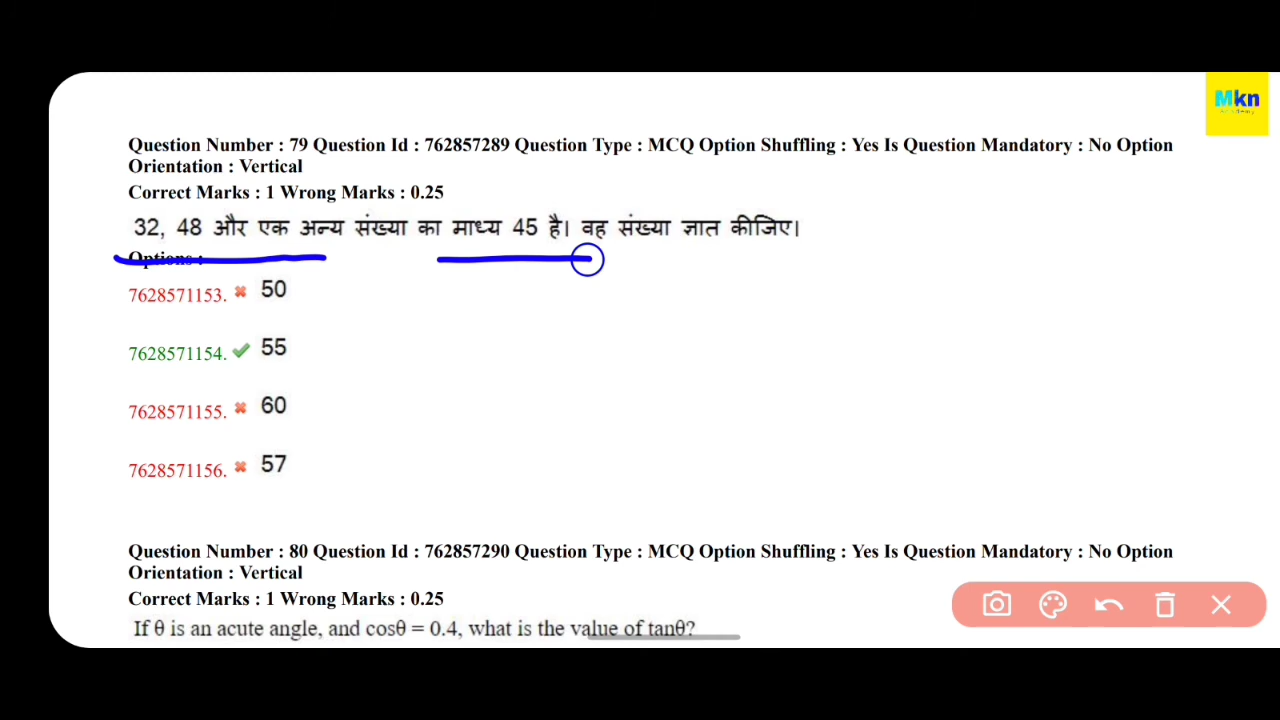 Mkn
Question Number : 79 Question Id : 762857289 Question Type : MCQ Option Shuffling : Yes Is Question Mandatory : No Option
Orientation : Vertical
Correct Marks : 1 Wrong Marks : 0.25
32, 48 और एक अन्य संख्या का माध्य 45 है। वह संख्या ज्ञात कीजिए।
Options :
7628571153. 50
7628571154. 55
7628571155. 60
7628571156. 57
Question Number : 80 Question Id : 762857290 Question Type : MCQ Option Shuffling : Yes Is Question Mandatory : No Option
Orientation : Vertical
Correct Marks : 1 Wrong Marks : 0.25
If θ is an acute angle, and cosθ = 0.4, what is the value of tanθ?